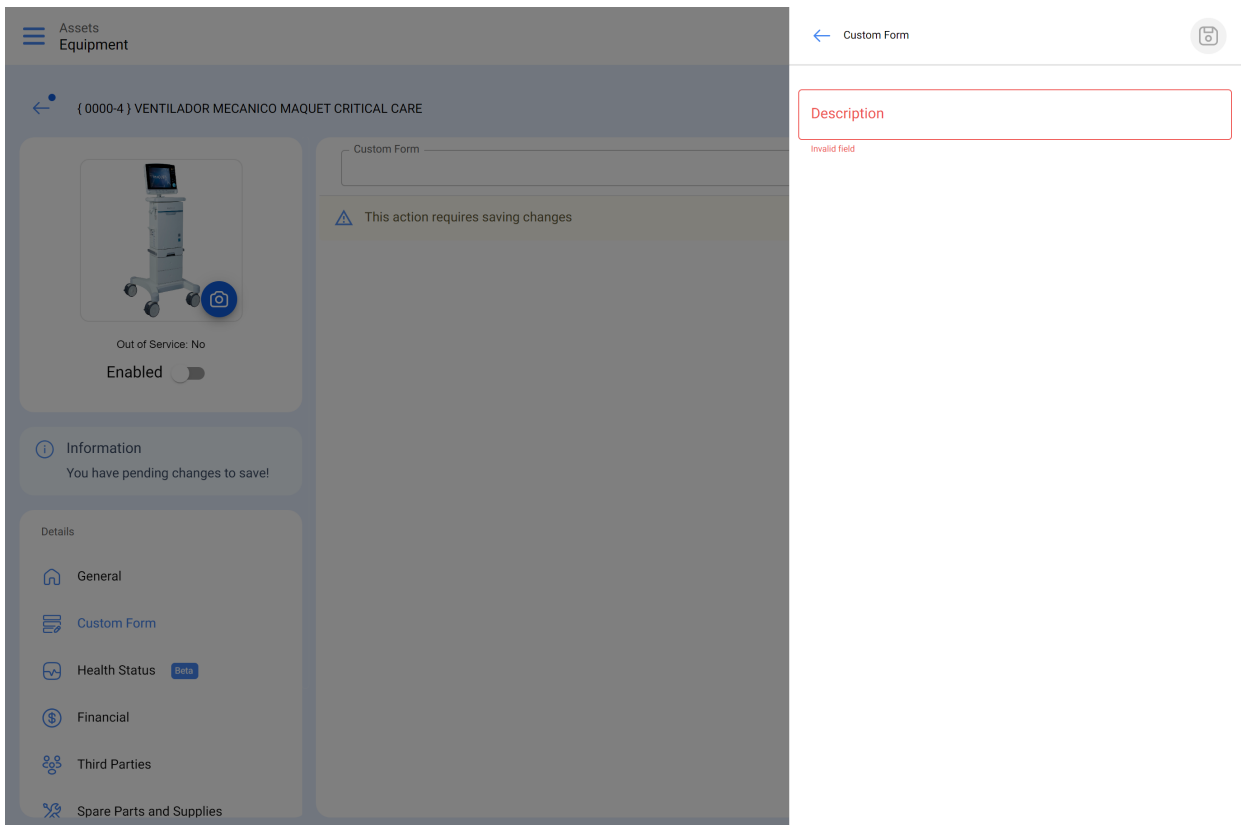 Assets
Equipment
{ 0000-4 } VENTILADOR MECANICO MAQUET CRITICAL CARE
Out of Service: No
Enabled
Information
You have pending changes to save!
Details
General
Custom Form
Health Status Beta
Financial
Third Parties
Spare Parts and Supplies
Custom Form
This action requires saving changes
Custom Form
Description
Invalid field